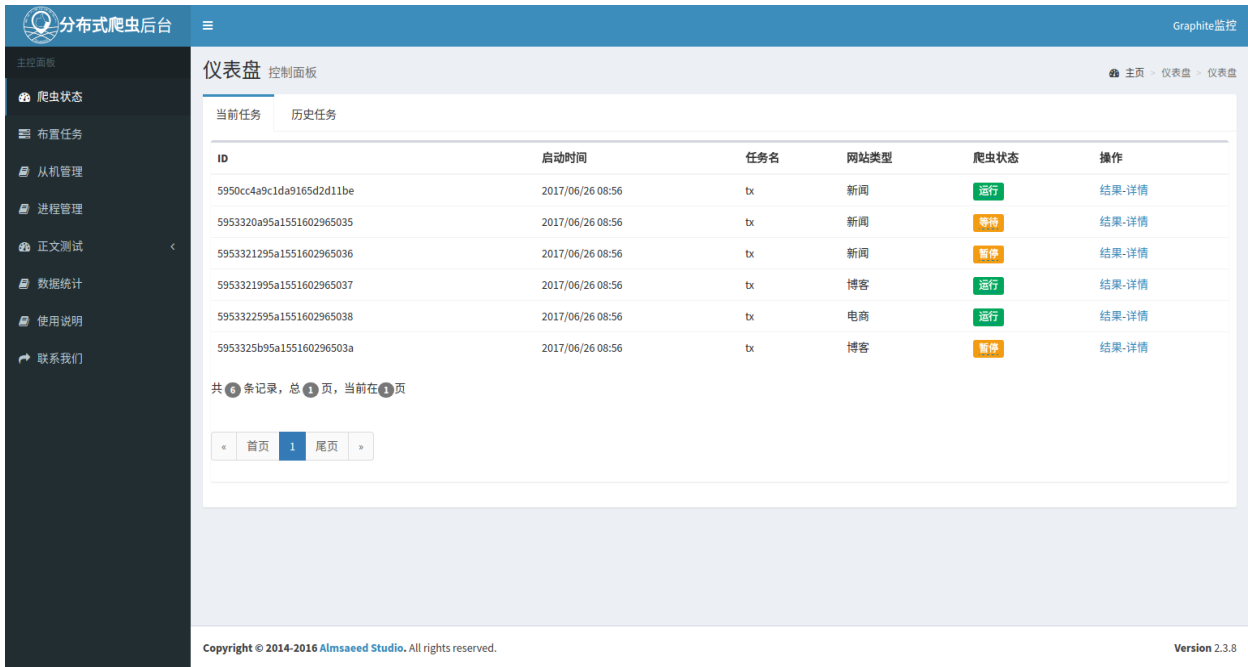 分布式爬虫后台
Graphite监控
主控面板
爬虫状态
布置任务
从机管理
进程管理
正文测试
数据统计
使用说明
联系我们
仪表盘 控制面板
主页 > 仪表盘 > 仪表盘
当前任务 历史任务
ID 启动时间 任务名 网站类型 爬虫状态 操作
5950cc4a9c1da9165d2d11be 2017/06/26 08:56 tx 新闻 运行 结果-详情
5953320a95a1551602965035 2017/06/26 08:56 tx 新闻 等待 结果-详情
5953321295a1551602965036 2017/06/26 08:56 tx 新闻 暂停 结果-详情
5953321995a1551602965037 2017/06/26 08:56 tx 博客 运行 结果-详情
5953322595a1551602965038 2017/06/26 08:56 tx 电商 运行 结果-详情
5953325b95a155160296503a 2017/06/26 08:56 tx 博客 暂停 结果-详情
共 6 条记录，总 1 页，当前在 1 页
« 首页 1 尾页 »
Copyright © 2014-2016 Almsaeed Studio. All rights reserved.
Version 2.3.8